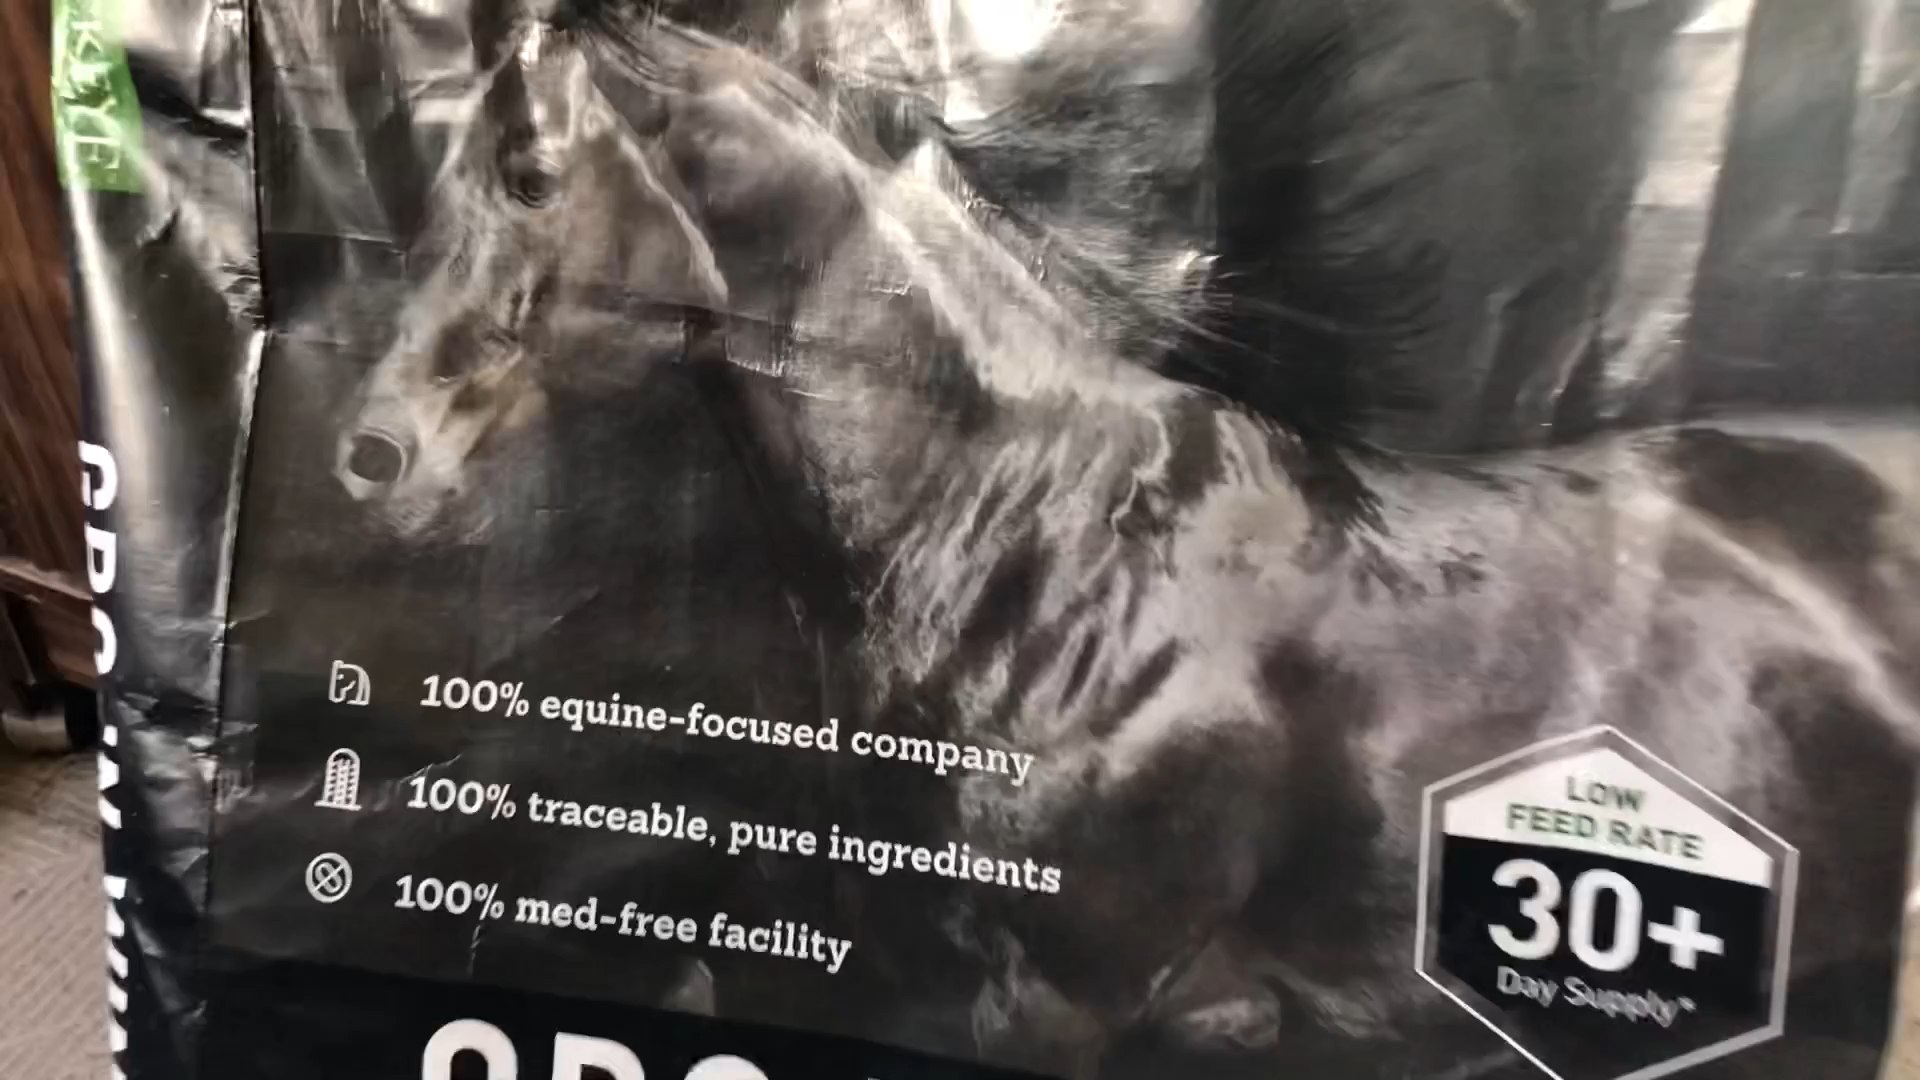 100% equine-focused company
100% traceable, pure ingredients
100% med-free facility
LOW
FEED RATE
30+
Day Supply*